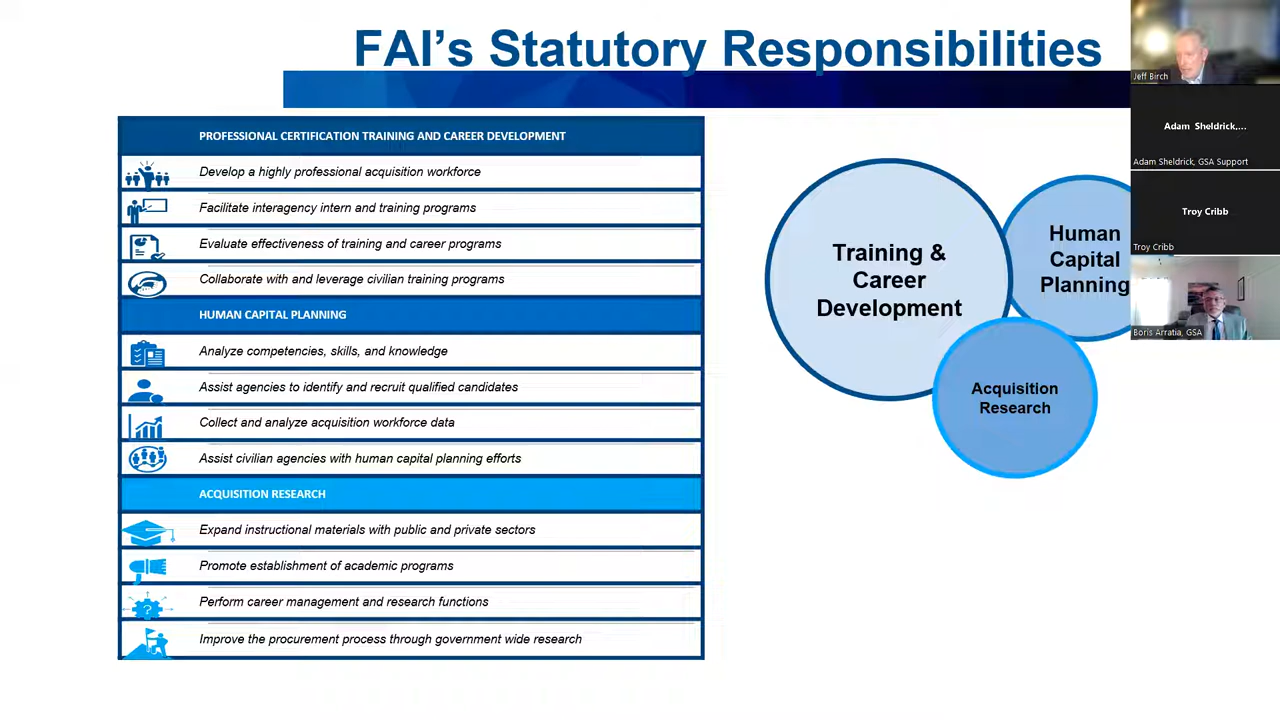 FAI's Statutory Responsibilities
PROFESSIONAL CERTIFICATION TRAINING AND CAREER DEVELOPMENT
Develop a highly professional acquisition workforce
Facilitate interagency intern and training programs
Evaluate effectiveness of training and career programs
Collaborate with and leverage civilian training programs
HUMAN CAPITAL PLANNING
Analyze competencies, skills, and knowledge
Assist agencies to identify and recruit qualified candidates
Collect and analyze acquisition workforce data
Assist civilian agencies with human capital planning efforts
ACQUISITION RESEARCH
Expand instructional materials with public and private sectors
Promote establishment of academic programs
Perform career management and research functions
?
Improve the procurement process through government wide research
Training &
Career
Development
Human
Capital
Planning
Acquisition
Research
Jeff Birch
Adam Sheldrick,...
Adam Sheldrick, GSA Support
Troy Cribb
Troy Cribb
Boris Arratia, GSA